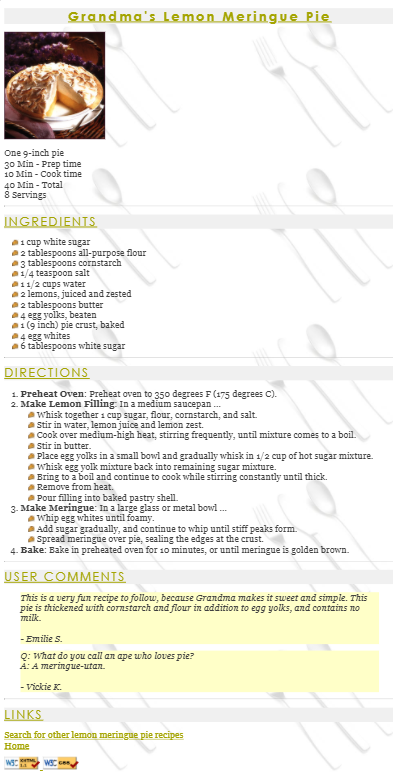 Grandma's Lemon Meringue Pie
One 9-inch pie
30 Min - Prep time
10 Min - Cook time
40 Min - Total
8 Servings
INGREDIENTS
1 cup white sugar
2 tablespoons all-purpose flour
3 tablespoons cornstarch
1/4 teaspoon salt
1 1/2 cups water
2 lemons, juiced and zested
2 tablespoons butter
4 egg yolks, beaten
1 (9 inch) pie crust, baked
4 egg whites
6 tablespoons white sugar
DIRECTIONS
1. Preheat Oven: Preheat oven to 350 degrees F (175 degrees C).
2. Make Lemon Filling: In a medium saucepan ...
Whisk together 1 cup sugar, flour, cornstarch, and salt.
Stir in water, lemon juice and lemon zest.
Cook over medium-high heat, stirring frequently, until mixture comes to a boil.
Stir in butter.
Place egg yolks in a small bowl and gradually whisk in 1/2 cup of hot sugar mixture.
Whisk egg yolk mixture back into remaining sugar mixture.
Bring to a boil and continue to cook while stirring constantly until thick.
Remove from heat.
Pour filling into baked pastry shell.
3. Make Meringue: In a large glass or metal bowl ...
Whip egg whites until foamy.
Add sugar gradually, and continue to whip until stiff peaks form.
Spread meringue over pie, sealing the edges at the crust.
4. Bake: Bake in preheated oven for 10 minutes, or until meringue is golden brown.
USER COMMENTS
This is a very fun recipe to follow, because Grandma makes it sweet and simple. This
pie is thickened with cornstarch and flour in addition to egg yolks, and contains no
milk.
- Emilie S.
Q: What do you call an ape who loves pie?
A: A meringue-utan.
- Vickie K.
LINKS
Search for other lemon meringue pie recipes
Home
W3C XHTML 1.1 W3C CSS